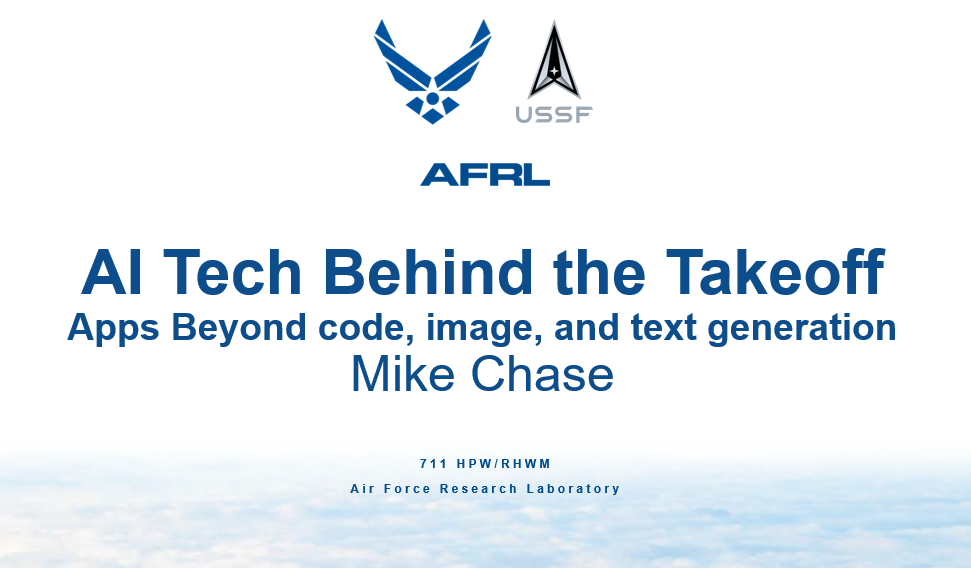 USSF
AFRL
AI Tech Behind the Takeoff
Apps Beyond code, image, and text generation
Mike Chase
711 HPW/RHWM
Air Force Research Laboratory